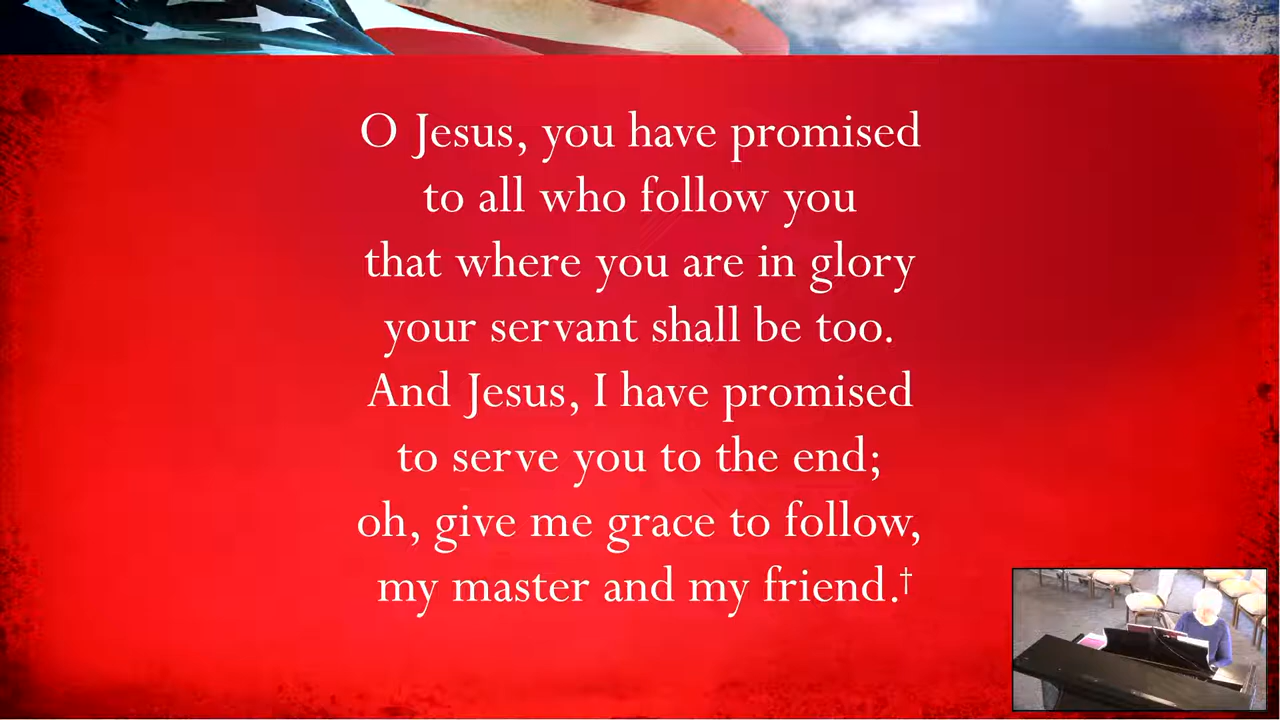 O Jesus, you have promised
to all who follow you
that where you are in glory
your servant shall be too.
And Jesus, I have promised
to serve you to the end;
oh, give me grace to follow,
my master and my friend.†